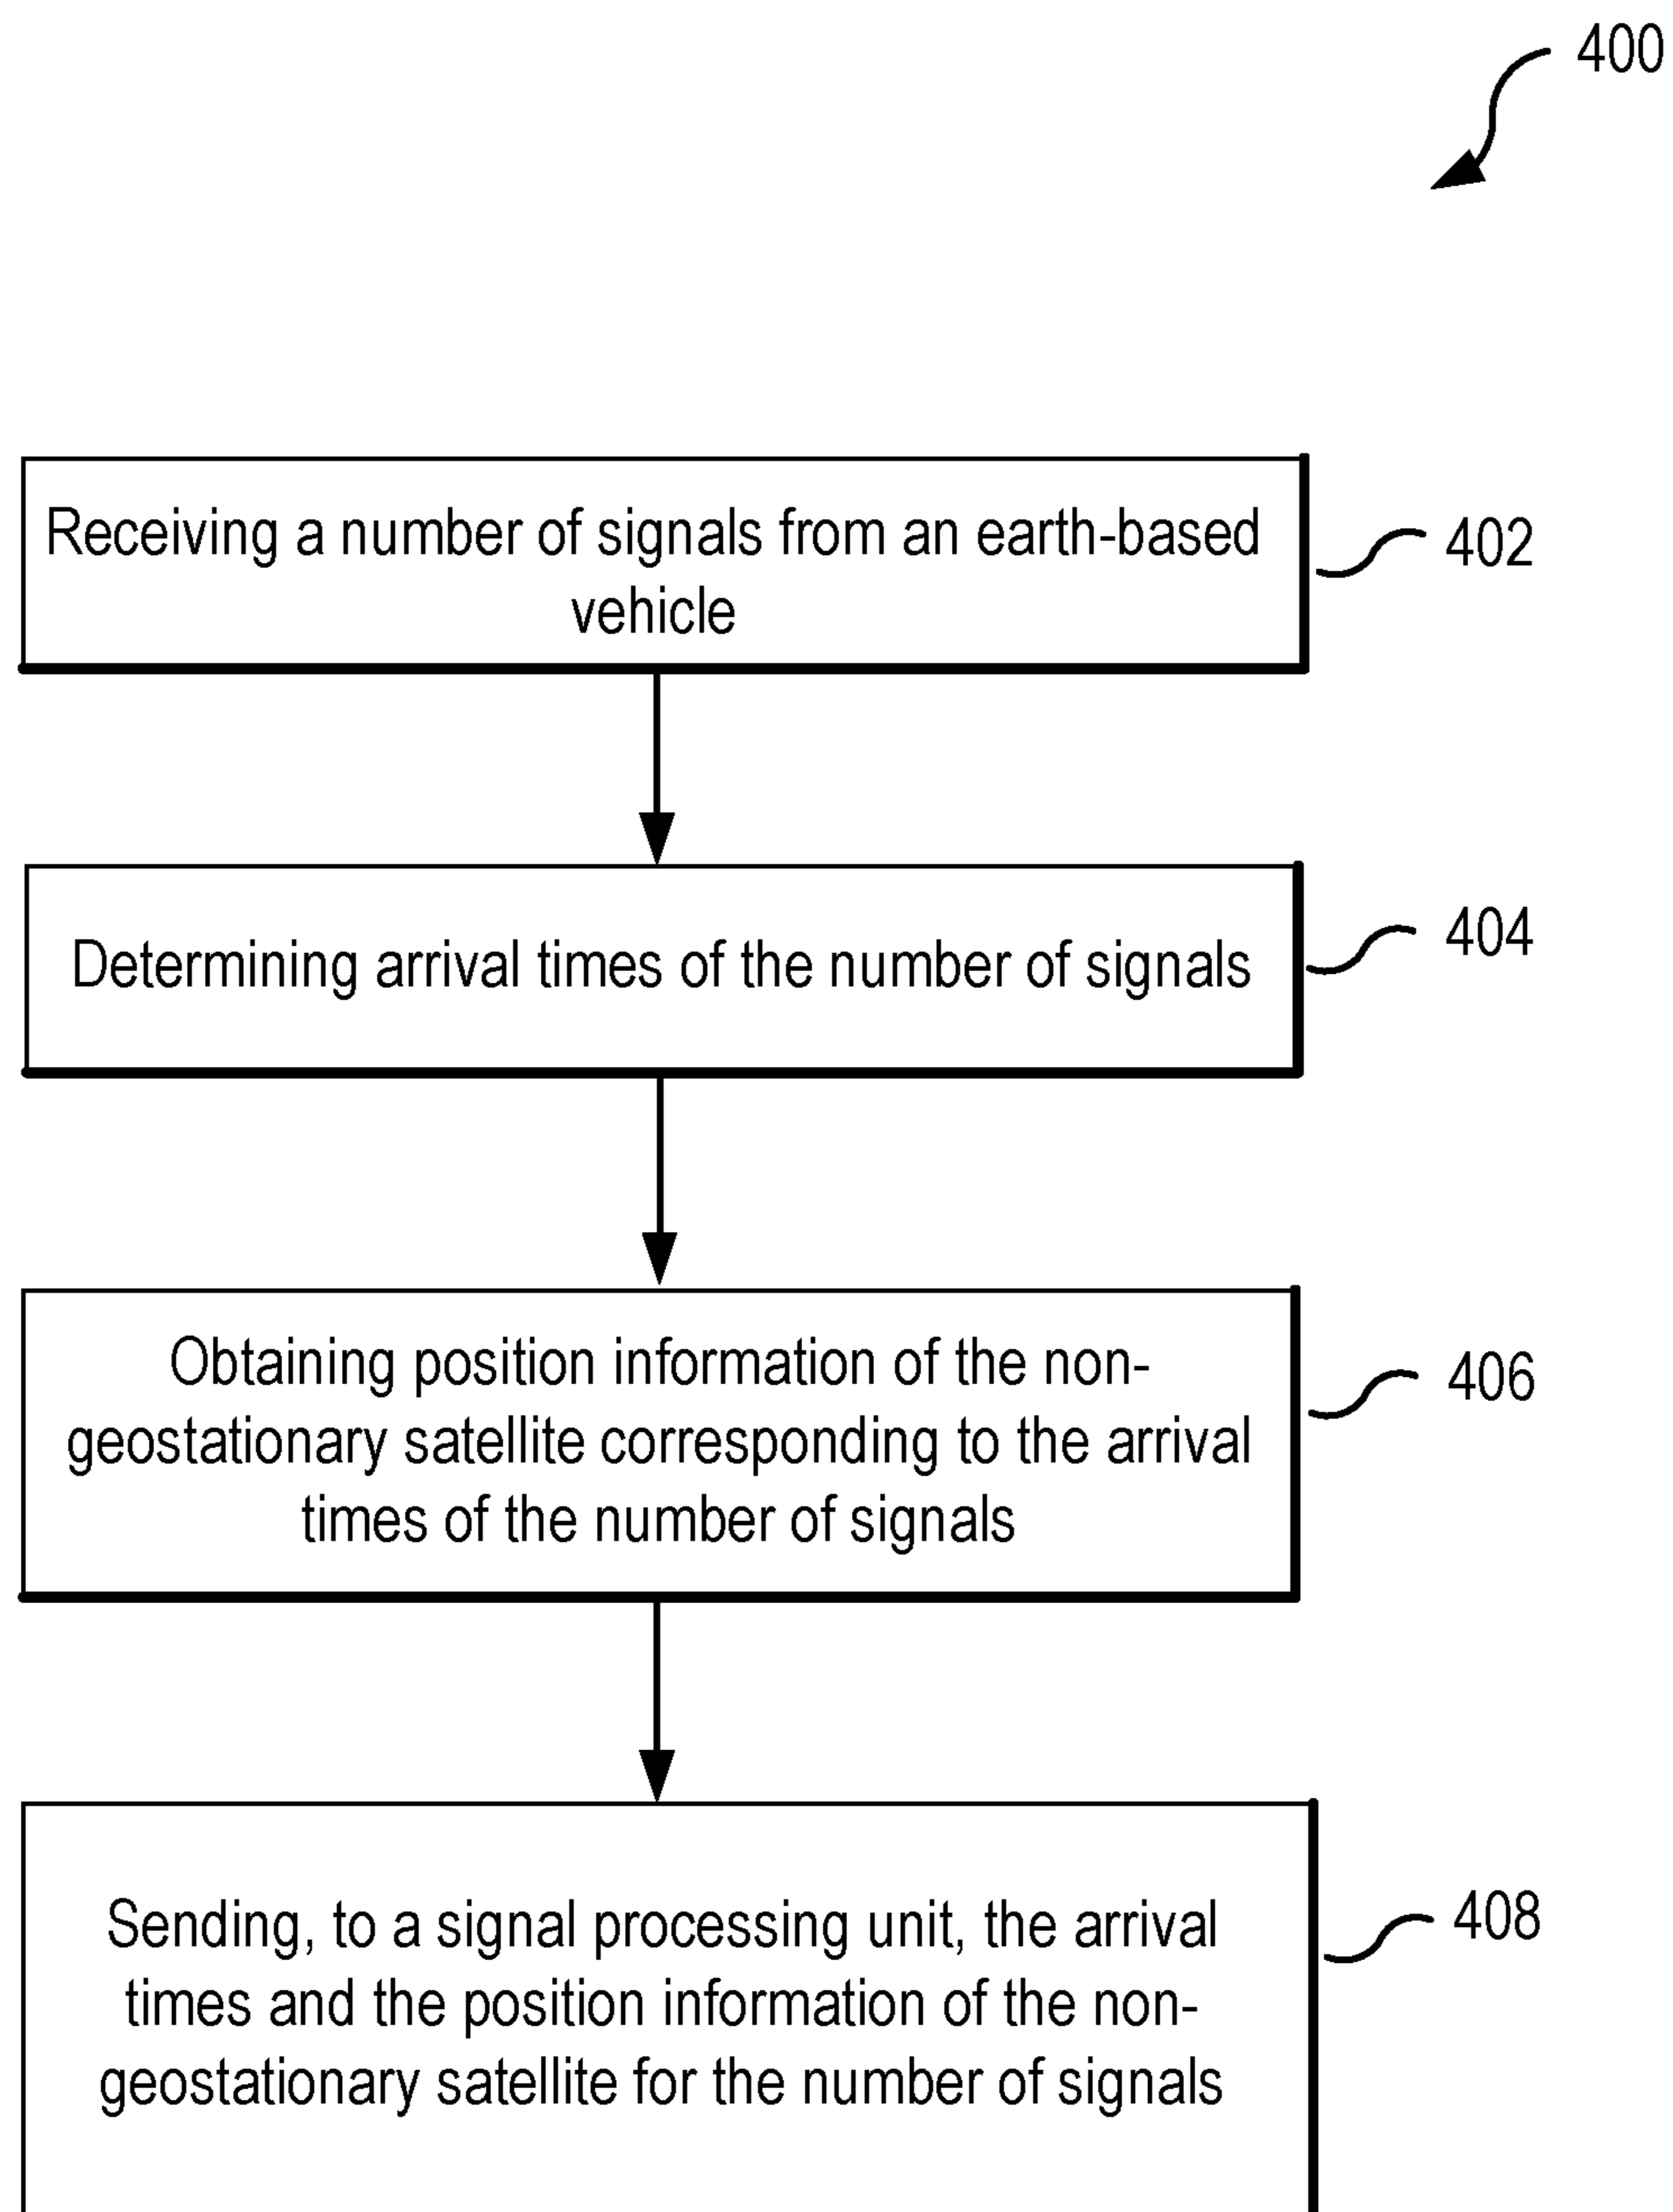 400
Receiving a number of signals from an earth-based
vehicle
402
Determining arrival times of the number of signals
404
Obtaining position information of the non-
geostationary satellite corresponding to the arrival
times of the number of signals
406
Sending, to a signal processing unit, the arrival
times and the position information of the non-
geostationary satellite for the number of signals
408